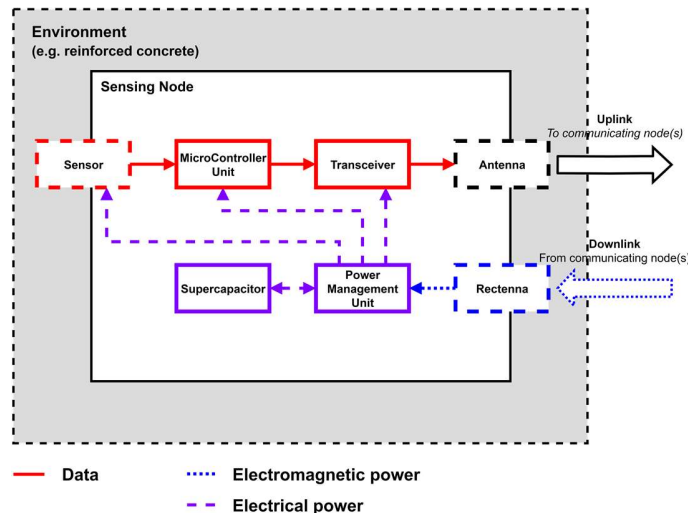 Environment
(e.g. reinforced concrete)
Sensing Node
Uplink
To communicating node(s)
Sensor
MicroController
Unit
Transceiver
Antenna
Downlink
From communicating node(s)
Supercapacitor
Power
Management
Unit
Rectenna
Data
Electromagnetic power
Electrical power